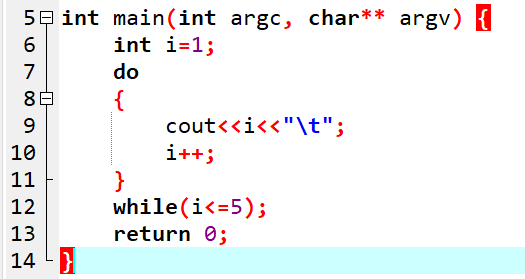 5 int main(int argc, char** argv) {
6 int i=1;
7 do
8 {
9 cout<<i<<"\t";
10 i++;
11 }
12 while(i<=5);
13 return 0;
14 }